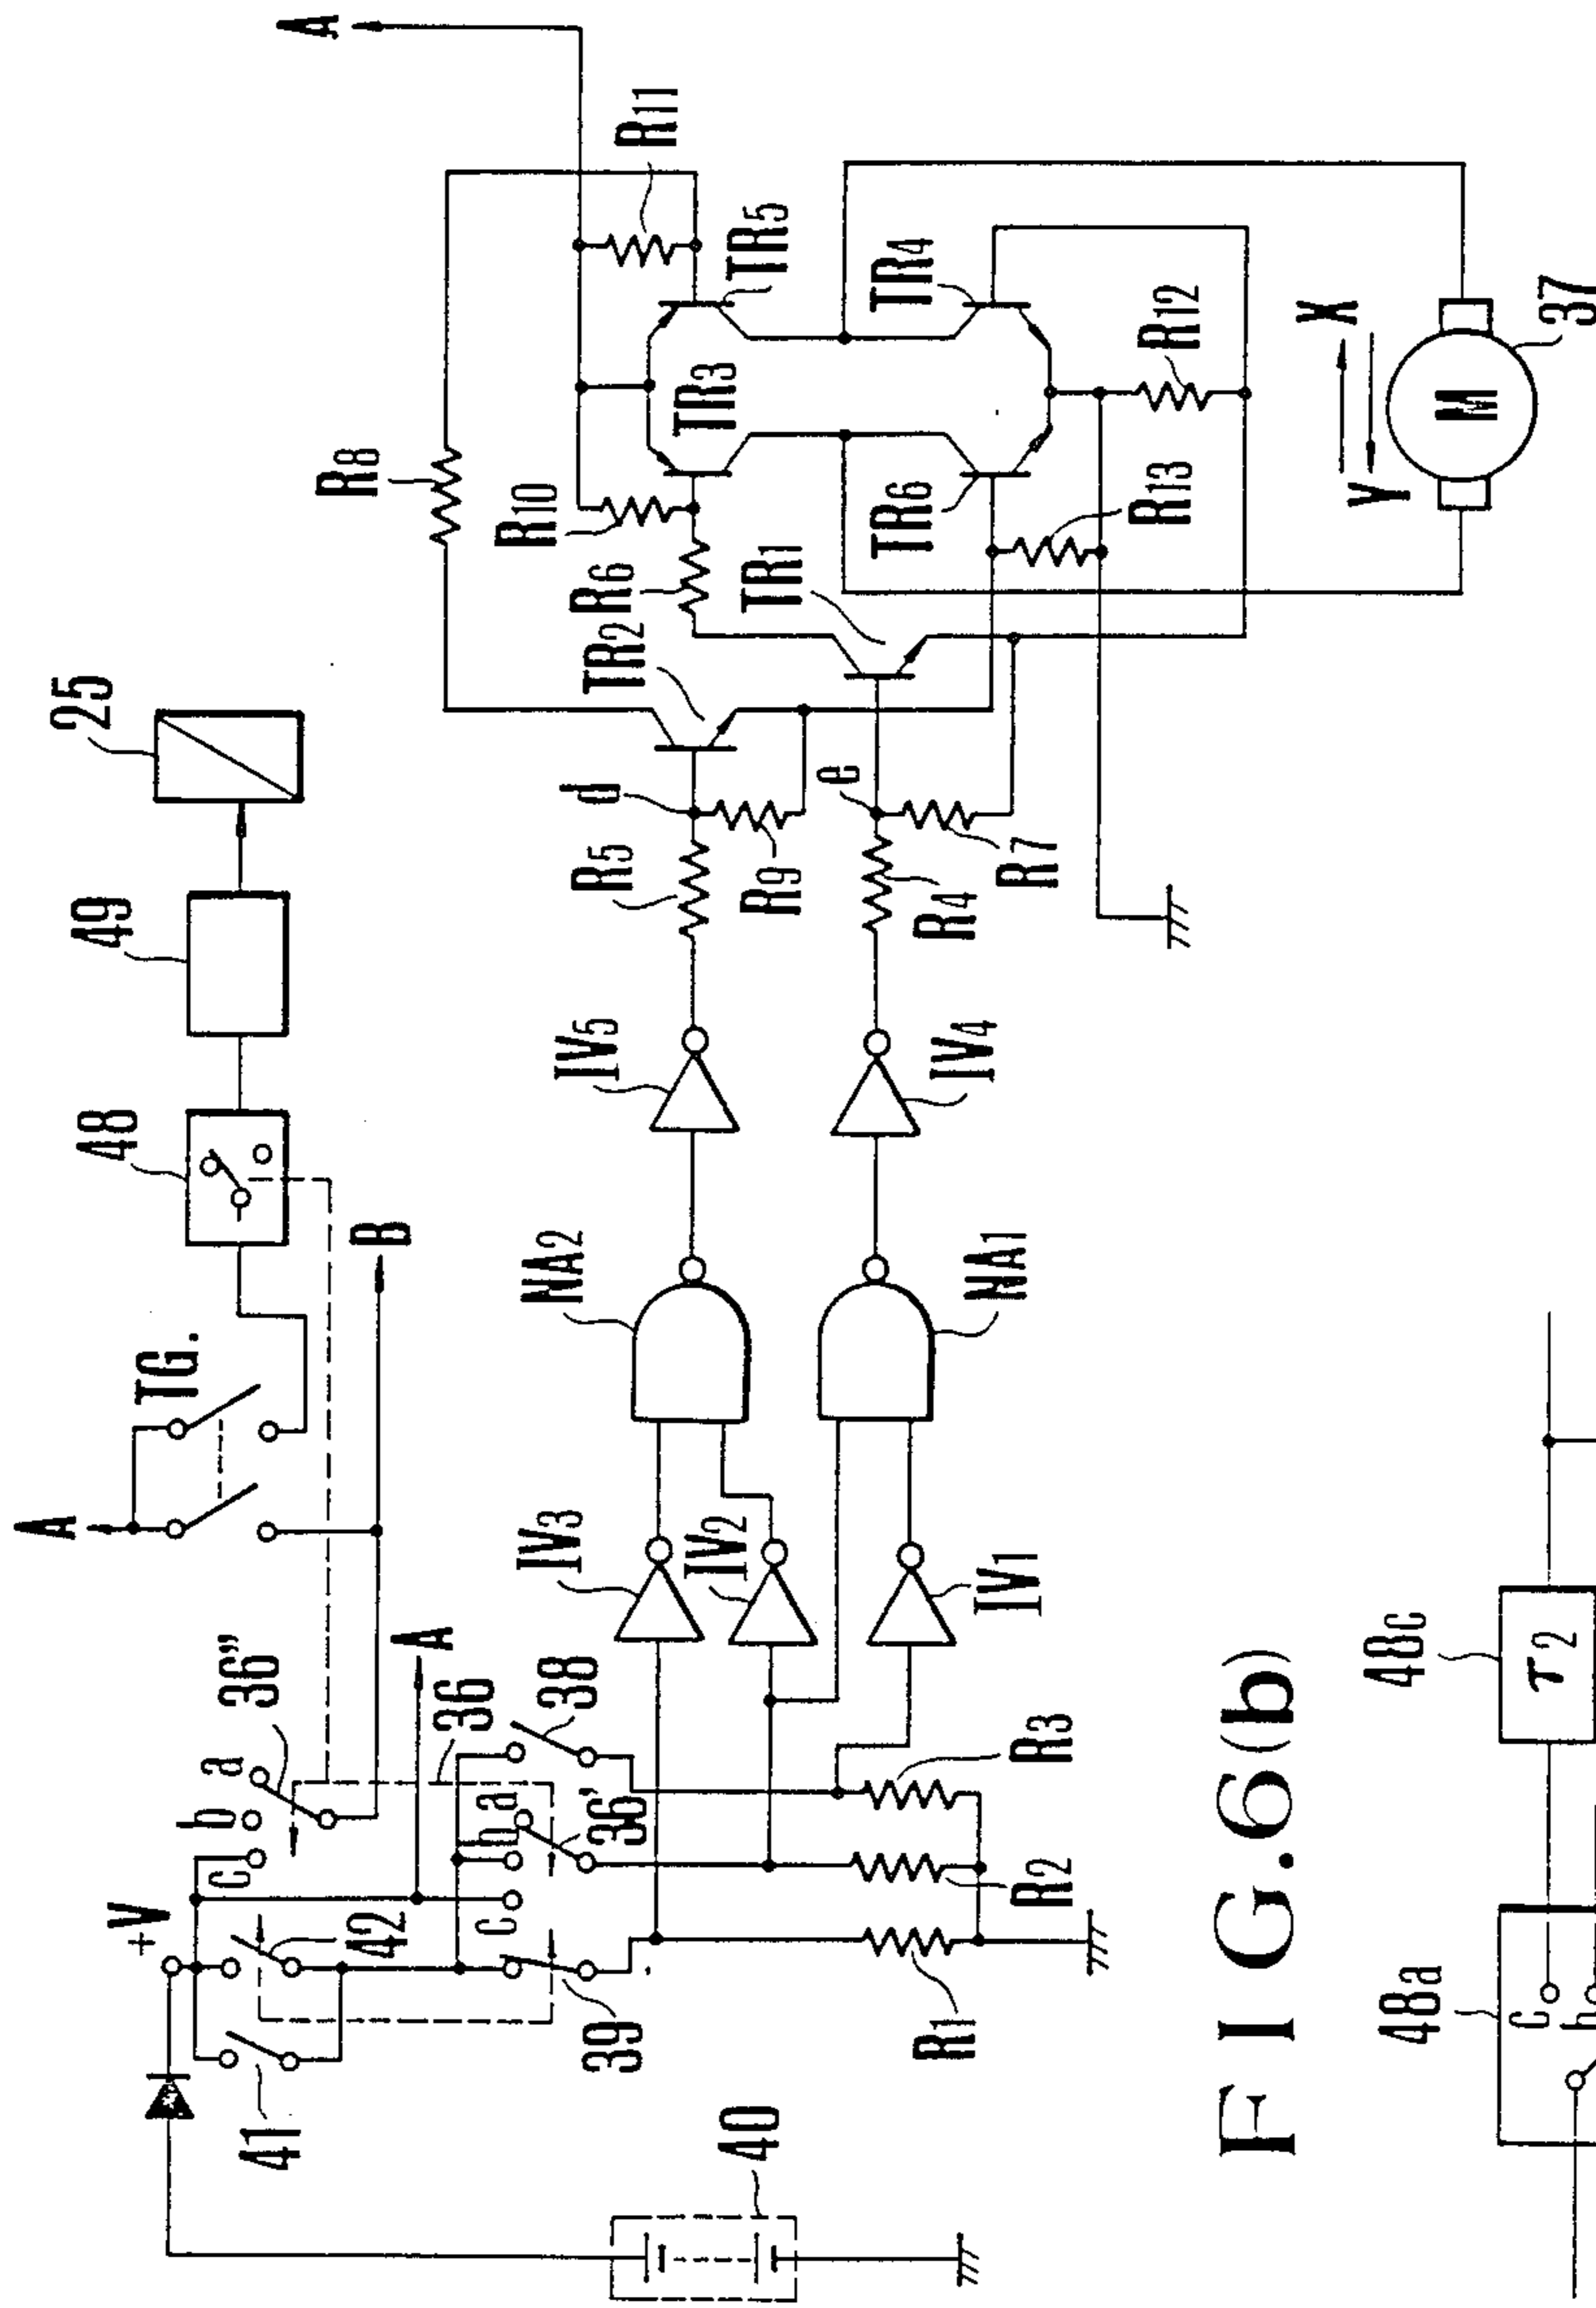 A
R11
R8
R10
TR5
TR3
R6
TR2
TR1
TR4
TR6
R12
R13
X
Y
M
37
25
49
48
d
R5
R9
e
R4
R7
IV5
IV4
NA2
NA1
TG.
A
B
IV3
IV2
IV1
36"
a
b
c
A
36
38
a
b
c
36'
+V
42
41
39
R3
R2
R1
40
FIG.6(b)
48c
τ2
48a
c
b